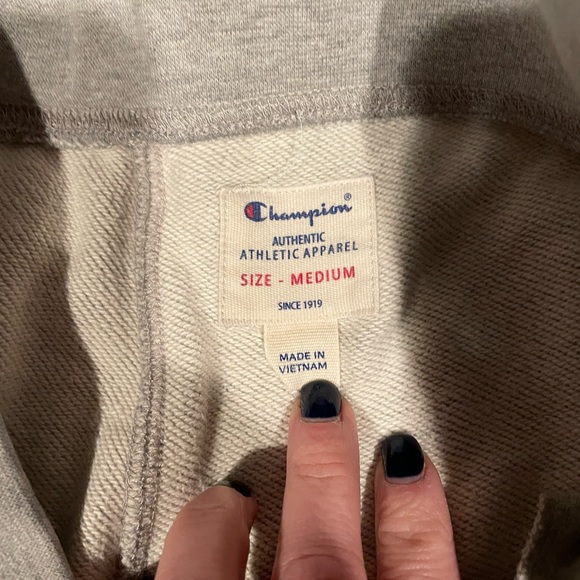 Champion®
AUTHENTIC
ATHLETIC APPAREL
SIZE - MEDIUM
SINCE 1919
MADE IN
VIETNAM